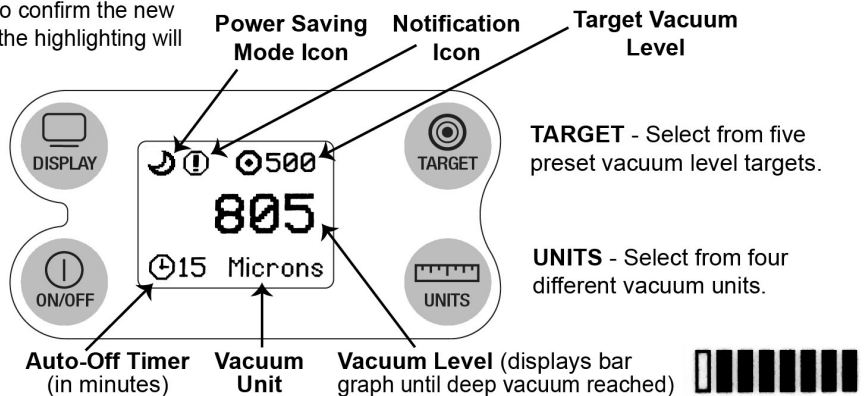 o confirm the new
the highlighting will
Power Saving
Mode Icon
Notification
Icon
Target Vacuum
Level
DISPLAY
500
TARGET
TARGET - Select from five
preset vacuum level targets.
805
ON/OFF
15 Microns
UNITS
UNITS - Select from four
different vacuum units.
Auto-Off Timer
(in minutes)
Vacuum
Unit
Vacuum Level (displays bar
graph until deep vacuum reached)